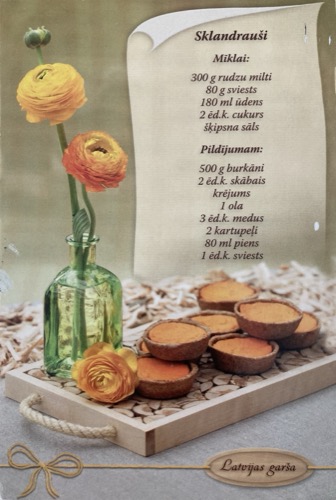 Sklandrauši
Mīklai:
300 g rudzu milti
80 g sviests
180 ml ūdens
2 ēd.k. cukurs
šķipsna sāls
Pildījumam:
500 g burkāni
2 ēd.k. skābais
krējums
1 ola
3 ēd.k. medus
2 kartupeļi
80 ml piens
1 ēd.k. sviests
Latvijas garša